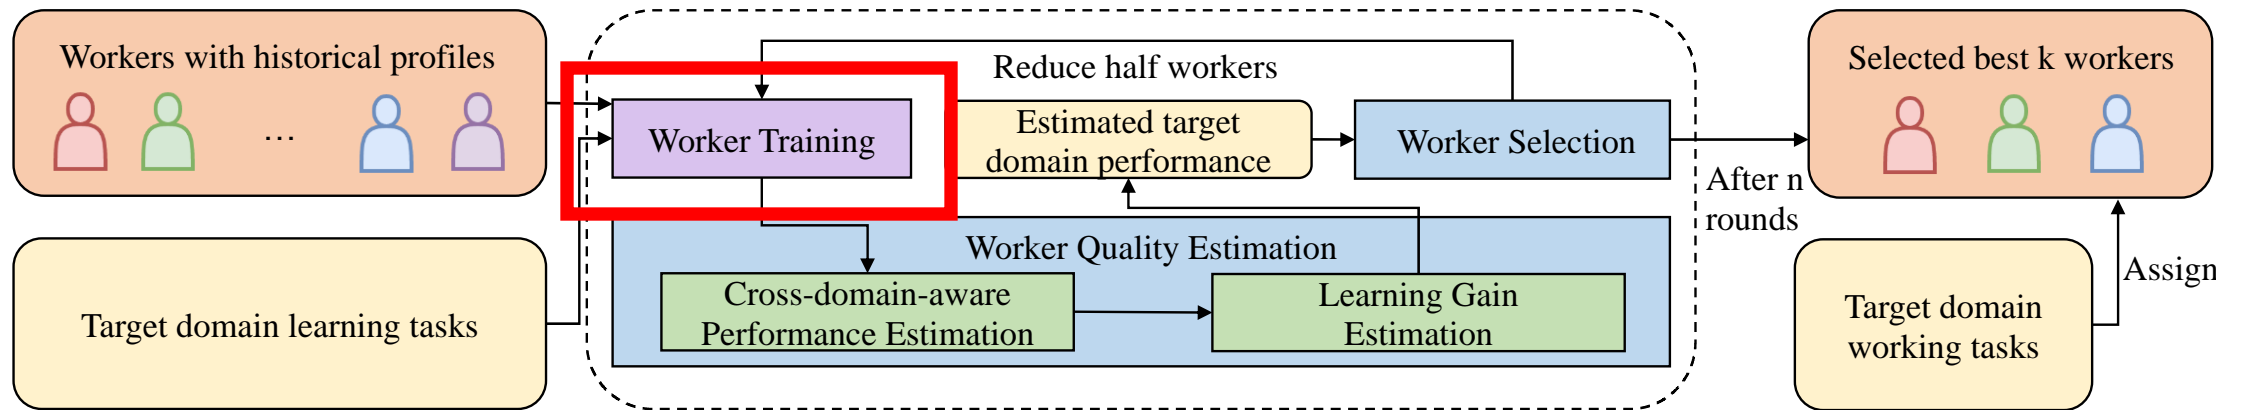 Workers with historical profiles
...
Target domain learning tasks
Reduce half workers
Worker Training
Estimated target
domain performance
Worker Selection
Worker Quality Estimation
Cross-domain-aware
Performance Estimation
Learning Gain
Estimation
After n
rounds
Selected best k workers
Assign
Target domain
working tasks